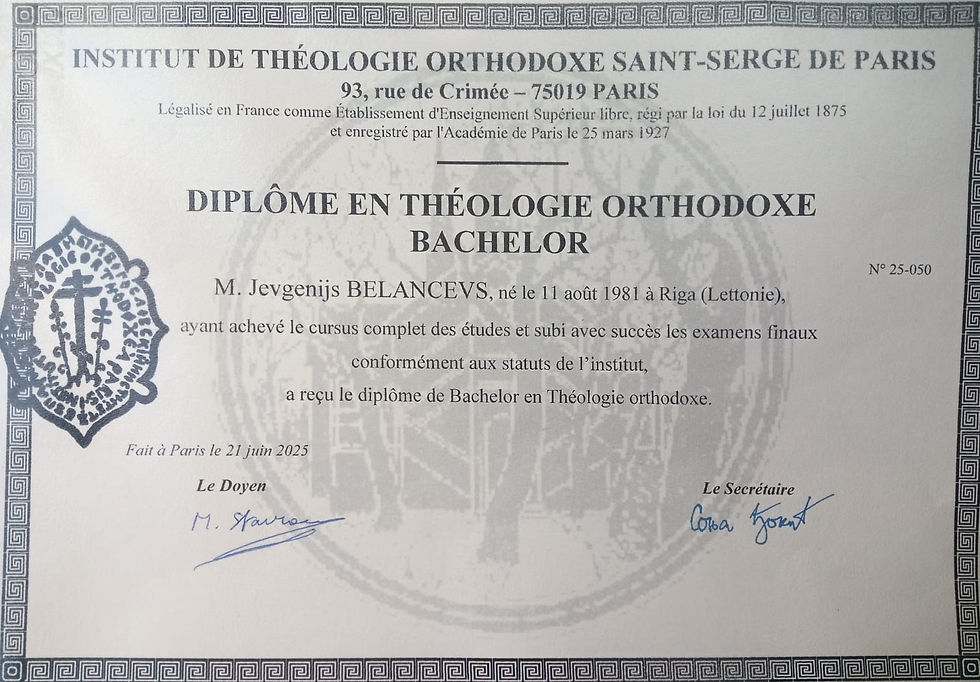 INSTITUT DE THÉOLOGIE ORTHODOXE SAINT-SERGE DE PARIS
93, rue de Crimée – 75019 PARIS
Légalisé en France comme Établissement d'Enseignement Supérieur libre, régi par la loi du 12 juillet 1875
et enregistré par l'Académie de Paris le 25 mars 1927
DIPLÔME EN THÉOLOGIE ORTHODOXE
BACHELOR
N° 25-050
M. Jevgenijs BELANCEVS, né le 11 août 1981 à Riga (Lettonie),
ayant achevé le cursus complet des études et subi avec succès les examens finaux
conformément aux statuts de l'institut,
a reçu le diplôme de Bachelor en Théologie orthodoxe.
Fait à Paris le 21 juin 2025
Le Doyen
Le Secrétaire
M. Stavrou